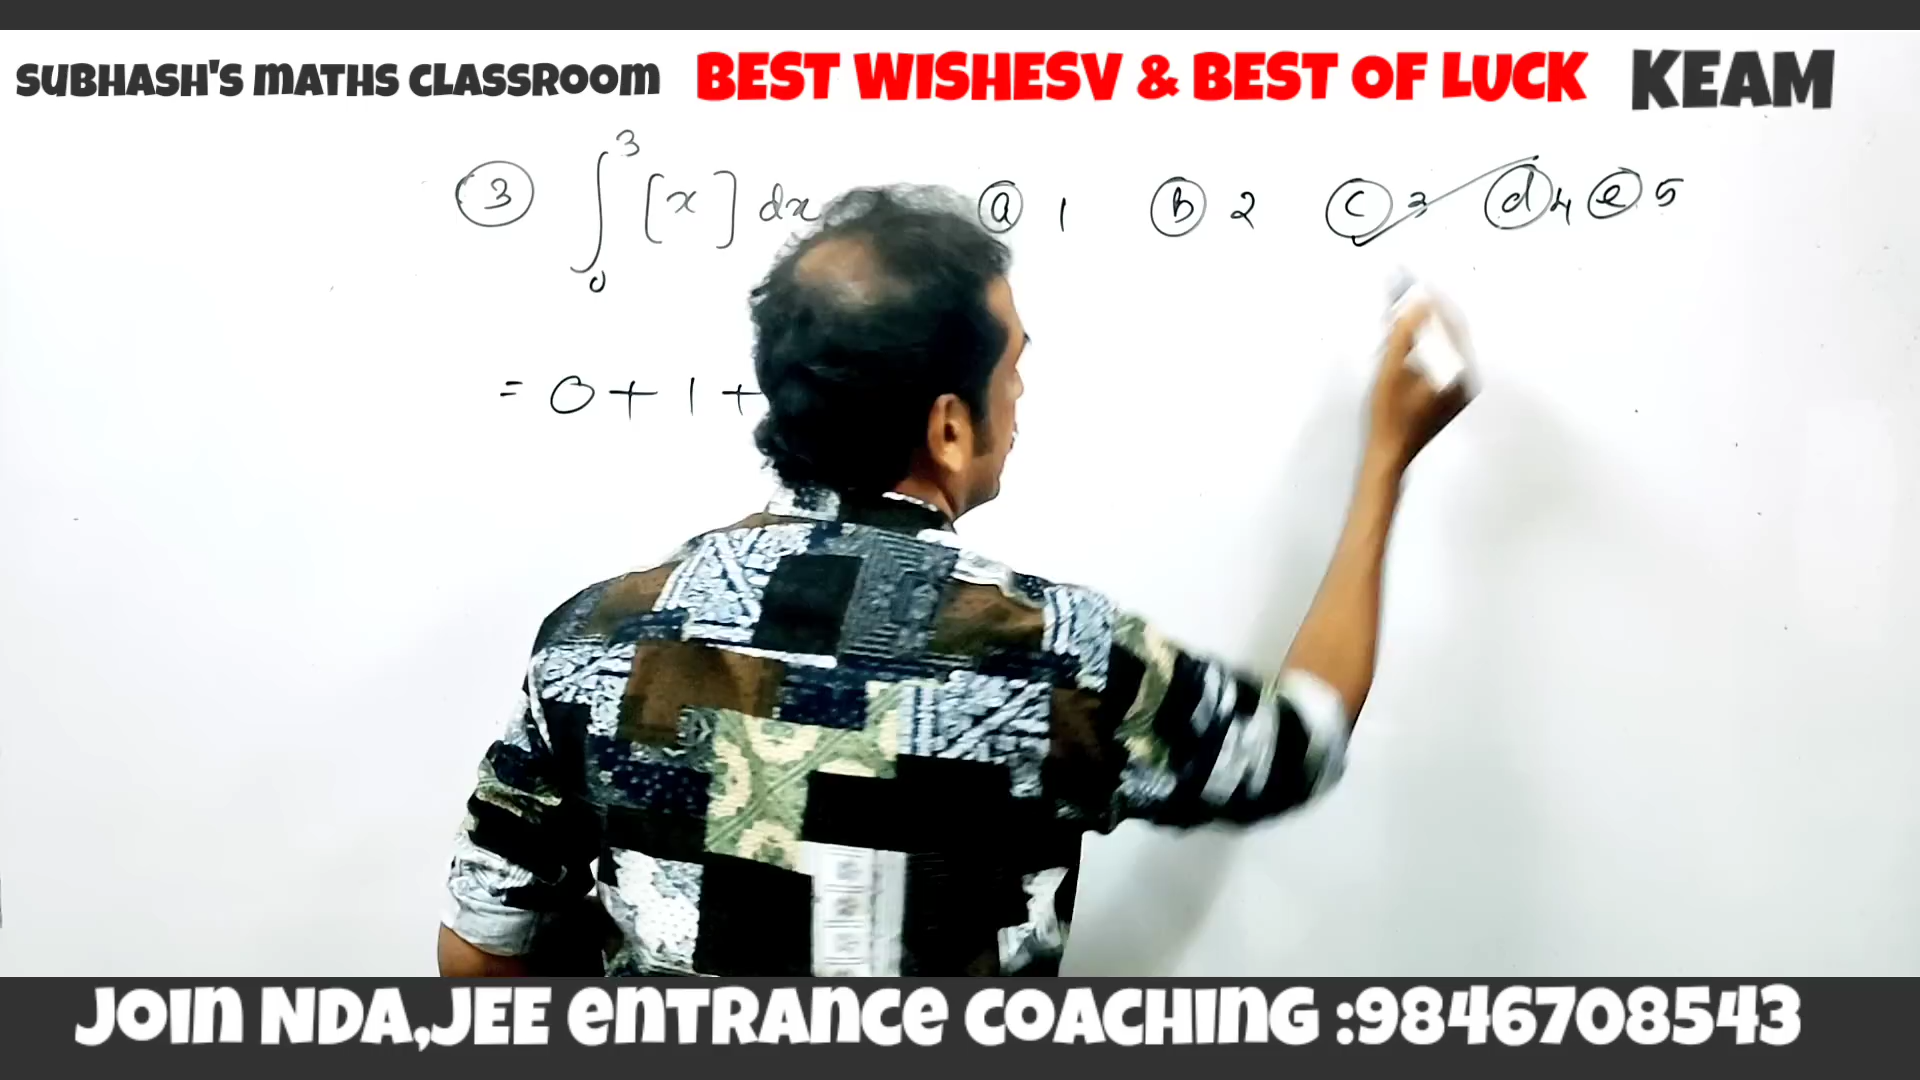 SUBHASH'S MATHS CLASSROOM BEST WISHESV & BEST OF LUCK KEAM
③ ∫₀³ [x] dx ⓐ 1 ⓑ 2 ⓒ 3 ⓓ 4 ⓔ 5
= 0 + 1 +
JOIN NDA,JEE ENTRANCE COACHING :9846708543